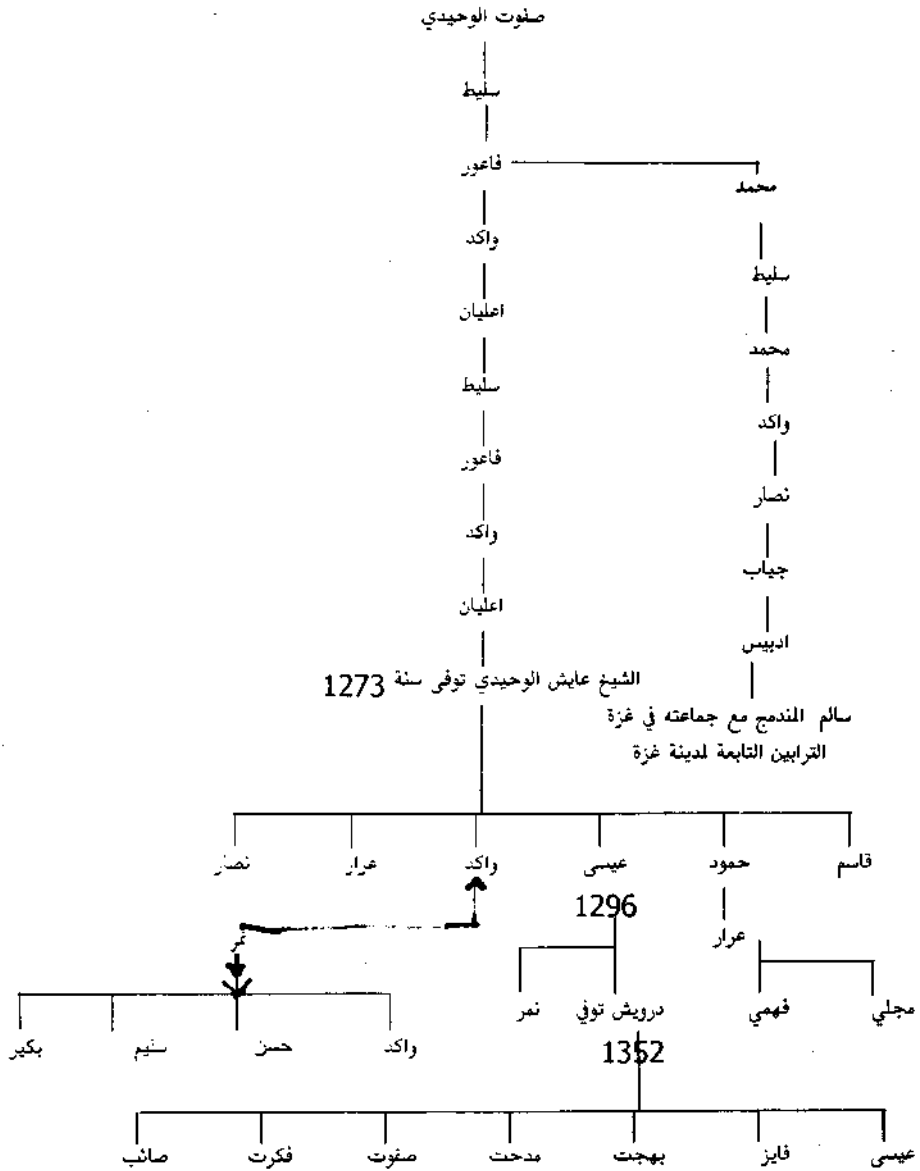 صفوت الوحيدي
سليط
فاعور
محمد
واكد
سليط
اعليان
محمد
سليط
واكد
فاعور
نصار
واكد
جياب
اعليان
ادبيس
الشيخ عايش الوحيدي توفى سنة 1273
سالم المندمج مع جماعته في غزة
الترابين التابعة لمدينة غزة
قاسم حمود عيسى واكد عرار نصار
1296
عرار
نمر
مجلي فهمي درويش توفي نمر
واكد حسن سليم بكير
1352
عيسى فايز بهجت مدحت صفوت فكرت صائب